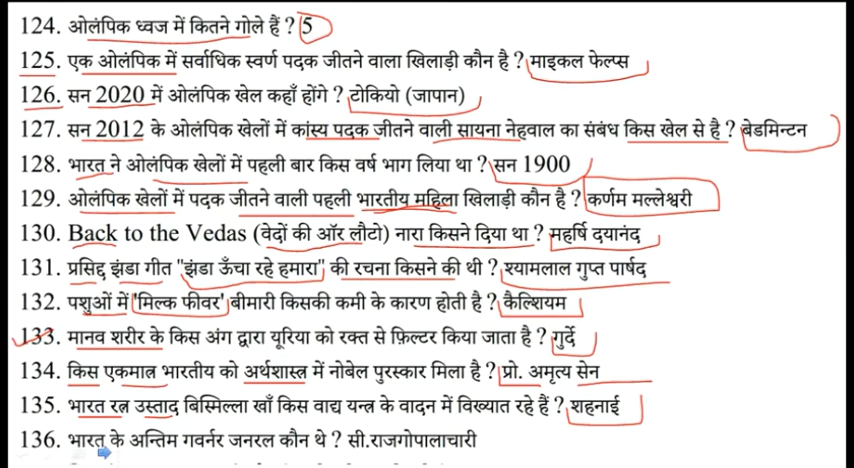 124. ओलंपिक ध्वज में कितने गोले हैं ? 5
125. एक ओलंपिक में सर्वाधिक स्वर्ण पदक जीतने वाला खिलाड़ी कौन है ? माइकल फेल्प्स
126. सन 2020 में ओलंपिक खेल कहाँ होंगे ? टोकियो (जापान)
127. सन 2012 के ओलंपिक खेलों में कांस्य पदक जीतने वाली सायना नेहवाल का संबंध किस खेल से है ? बेडमिन्टन
128. भारत ने ओलंपिक खेलों में पहली बार किस वर्ष भाग लिया था ? सन 1900
129. ओलंपिक खेलों में पदक जीतने वाली पहली भारतीय महिला खिलाड़ी कौन है ? कर्णम मल्लेश्वरी
130. Back to the Vedas (वेदों की ऑर लौटो) नारा किसने दिया था ? महर्षि दयानंद
131. प्रसिद्द झंडा गीत "झंडा ऊँचा रहे हमारा" की रचना किसने की थी ? श्यामलाल गुप्त पार्षद
132. पशुओं में 'मिल्क फीवर' बीमारी किसकी कमी के कारण होती है ? कैल्शियम
133. मानव शरीर के किस अंग द्वारा यूरिया को रक्त से फ़िल्टर किया जाता है ? गुर्दे
134. किस एकमात्र भारतीय को अर्थशास्त्र में नोबेल पुरस्कार मिला है ? प्रो. अमृत्य सेन
135. भारत रत्न उस्ताद बिस्मिल्ला खाँ किस वाद्य यन्त्र के वादन में विख्यात रहे हैं ? शहनाई
136. भारत के अन्तिम गवर्नर जनरल कौन थे ? सी.राजगोपालाचारी